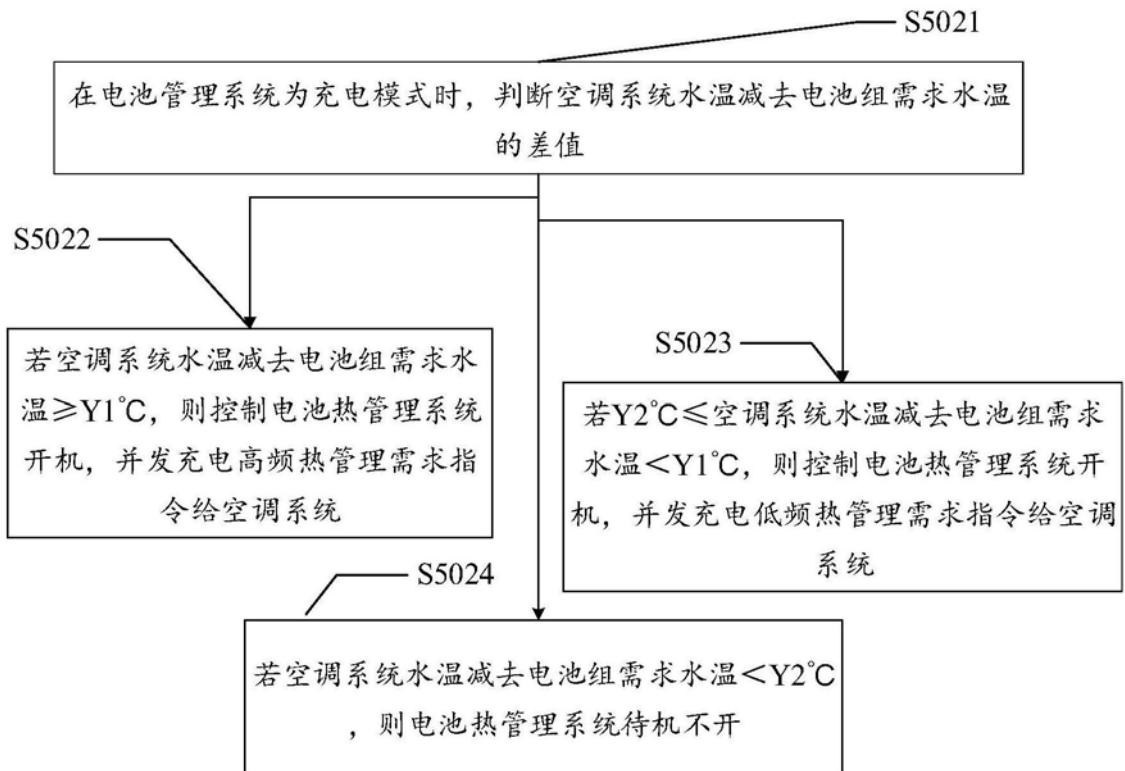 S5021
在电池管理系统为充电模式时，判断空调系统水温减去电池组需求水温
的差值
S5022
若空调系统水温减去电池组需求水
温≥Y1℃，则控制电池热管理系统
开机，并发充电高频热管理需求指
令给空调系统
S5023
若Y2℃≤空调系统水温减去电池组需求
水温＜Y1℃，则控制电池热管理系统开
机，并发充电低频热管理需求指令给空调
系统
S5024
若空调系统水温减去电池组需求水温＜Y2℃
，则电池热管理系统待机不开